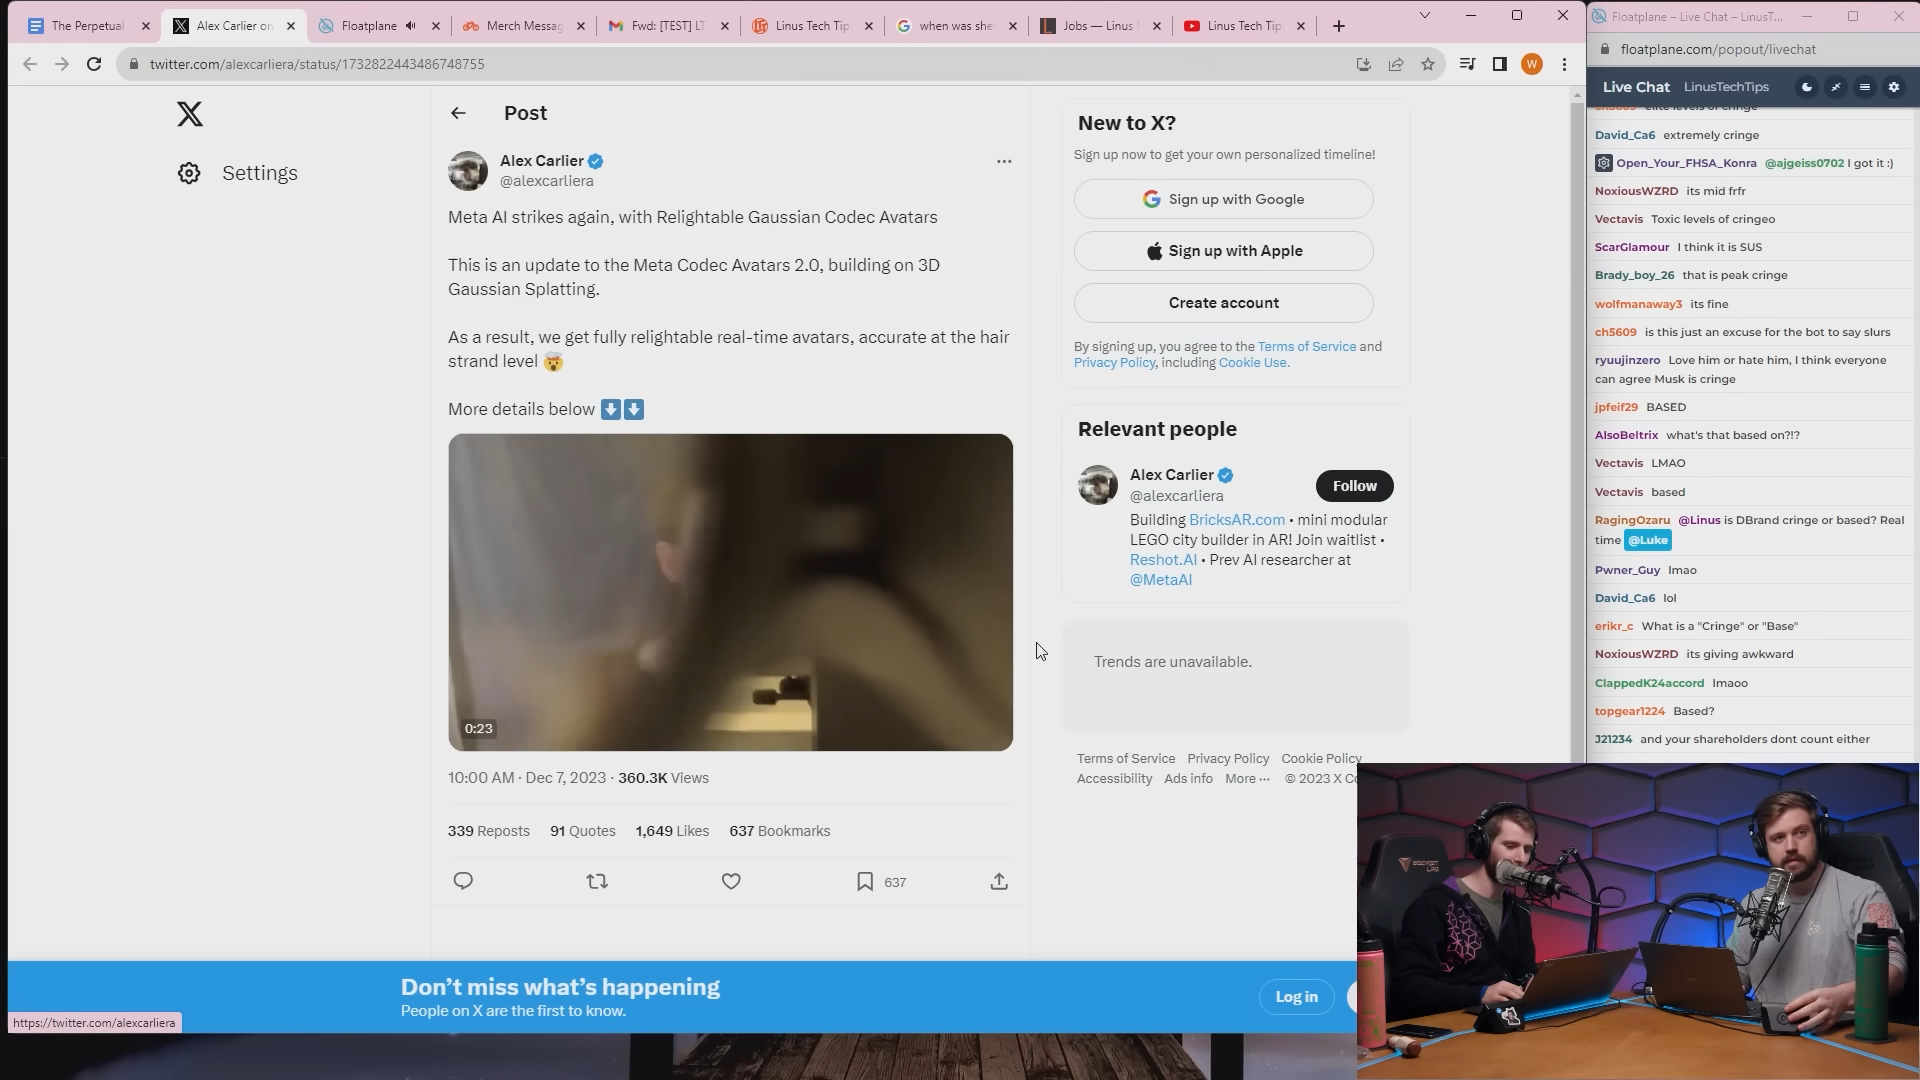 The Perpetual
Alex Carlier on
Floatplane
Merch Messag
Fwd: [TEST] LT
Linus Tech Tip
when was she
Jobs — Linus
Linus Tech Tip
twitter.com/alexcarliera/status/1732822443486748755
W
X
Settings
Post
Alex Carlier
@alexcarliera
Meta AI strikes again, with Relightable Gaussian Codec Avatars
This is an update to the Meta Codec Avatars 2.0, building on 3D
Gaussian Splatting.
As a result, we get fully relightable real-time avatars, accurate at the hair
strand level 🤯
More details below ⬇️⬇️
0:23
10:00 AM · Dec 7, 2023 · 360.3K Views
339 Reposts 91 Quotes 1,649 Likes 637 Bookmarks
637
New to X?
Sign up now to get your own personalized timeline!
Sign up with Google
Sign up with Apple
Create account
By signing up, you agree to the Terms of Service and
Privacy Policy, including Cookie Use.
Relevant people
Alex Carlier
@alexcarliera
Follow
Building BricksAR.com • mini modular
LEGO city builder in AR! Join waitlist •
Reshot.AI • Prev AI researcher at
@MetaAI
Trends are unavailable.
Terms of Service Privacy Policy Cookie Policy
Accessibility Ads info More ··· © 2023 X Co
Don’t miss what’s happening
People on X are the first to know.
Log in
https://twitter.com/alexcarliera
Floatplane – Live Chat – LinusT...
floatplane.com/popout/livechat
Live Chat LinusTechTips
ch5609 elite levels of cringe
David_Ca6 extremely cringe
Open_Your_FHSA_Konra @ajgeiss0702 I got it :)
NoxiousWZRD its mid frfr
Vectavis Toxic levels of cringeo
ScarGlamour I think it is SUS
Brady_boy_26 that is peak cringe
wolfmanaway3 its fine
ch5609 is this just an excuse for the bot to say slurs
ryuujinzero Love him or hate him, I think everyone
can agree Musk is cringe
jpfeif29 BASED
AlsoBeltrix what's that based on?!?
Vectavis LMAO
Vectavis based
RagingOzaru @Linus is DBrand cringe or based? Real
time @Luke
Pwner_Guy lmao
David_Ca6 lol
erikr_c What is a "Cringe" or "Base"
NoxiousWZRD its giving awkward
ClappedK24accord lmaoo
topgear1224 Based?
J21234 and your shareholders dont count either
SECRET
LAB